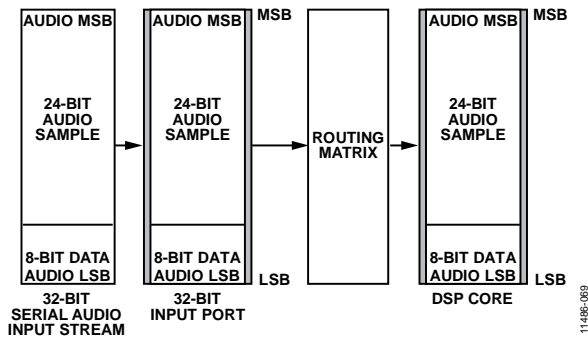 AUDIO MSB
24-BIT
AUDIO
SAMPLE
8-BIT DATA
AUDIO LSB
32-BIT
SERIAL AUDIO
INPUT STREAM
AUDIO MSB
MSB
24-BIT
AUDIO
SAMPLE
8-BIT DATA
AUDIO LSB
LSB
32-BIT
INPUT PORT
ROUTING
MATRIX
AUDIO MSB
MSB
24-BIT
AUDIO
SAMPLE
8-BIT DATA
AUDIO LSB
LSB
DSP CORE
11486-069